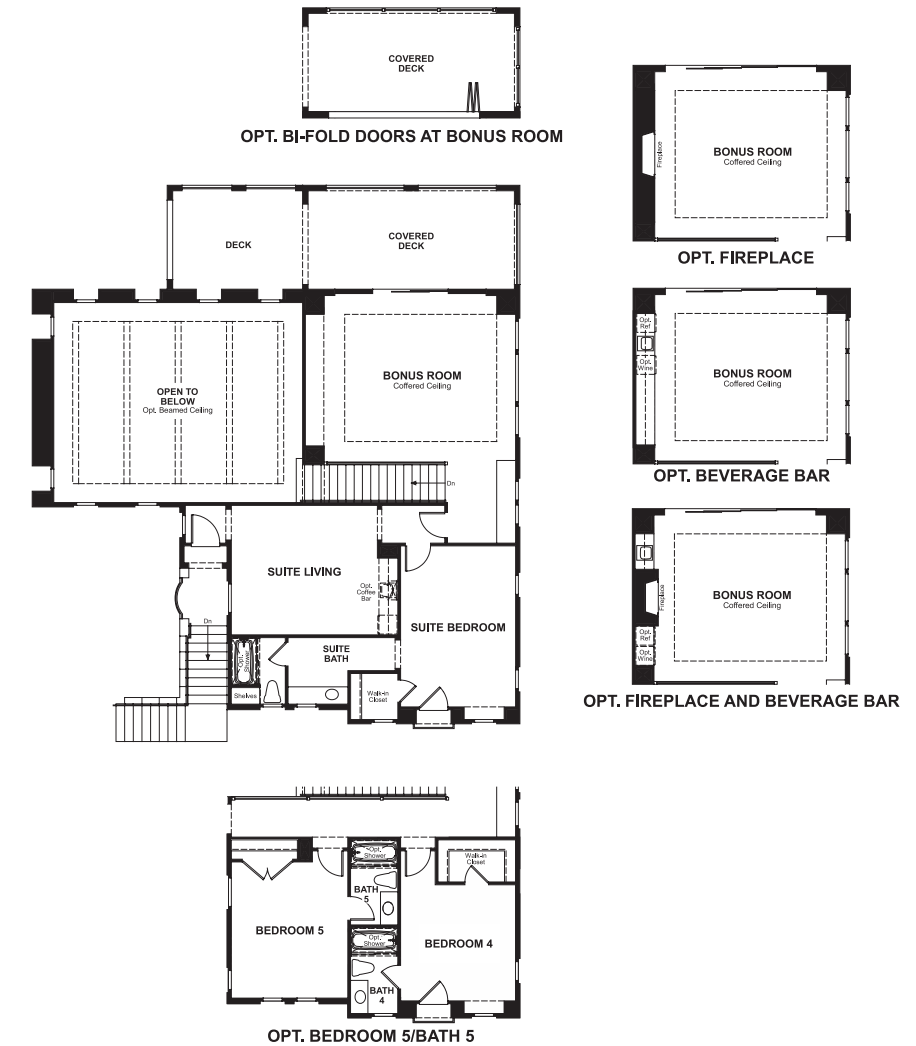 COVERED
DECK
OPT. BI-FOLD DOORS AT BONUS ROOM
Fireplace
BONUS ROOM
Coffered Ceiling
OPT. FIREPLACE
DECK
COVERED
DECK
OPEN TO
BELOW
Opt. Beamed Ceiling
BONUS ROOM
Coffered Ceiling
Dn
Opt.
Ref
Opt.
Wine
BONUS ROOM
Coffered Ceiling
OPT. BEVERAGE BAR
SUITE LIVING
Opt.
Coffee
Bar
SUITE BEDROOM
Dn
Opt.
Shower
SUITE
BATH
Shelves
Walk-in
Closet
Fireplace
Opt.
Ref
Opt.
Wine
BONUS ROOM
Coffered Ceiling
OPT. FIREPLACE AND BEVERAGE BAR
Opt.
Shower
Walk-in
Closet
BATH
5
BEDROOM 5
Opt.
Shower
BEDROOM 4
BATH
4
OPT. BEDROOM 5/BATH 5